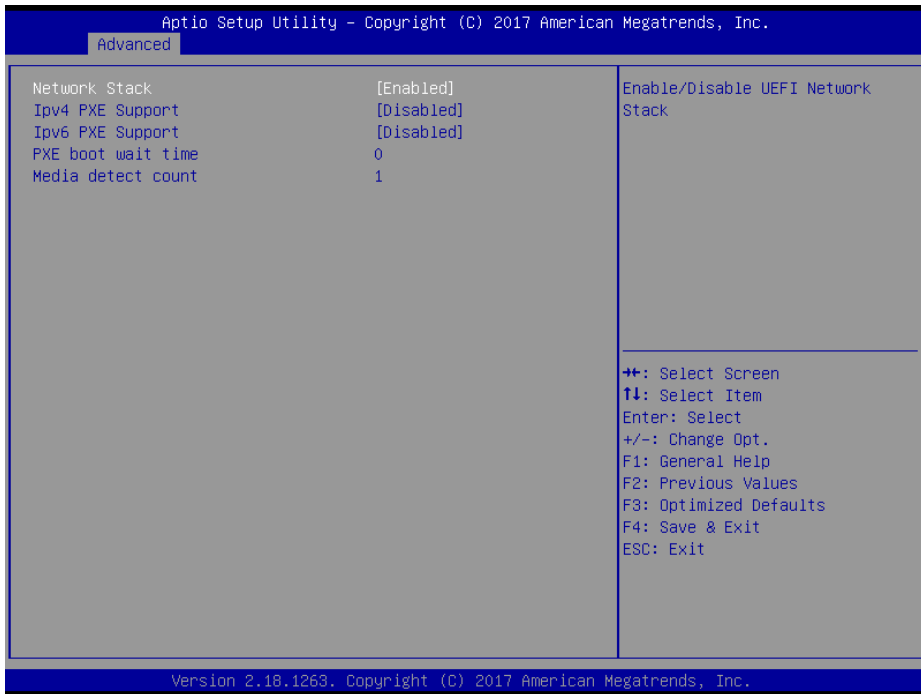 Aptio Setup Utility – Copyright (C) 2017 American Megatrends, Inc.
Advanced
Network Stack [Enabled]
Ipv4 PXE Support [Disabled]
Ipv6 PXE Support [Disabled]
PXE boot wait time 0
Media detect count 1
Enable/Disable UEFI Network
Stack
→←: Select Screen
↑↓: Select Item
Enter: Select
+/-: Change Opt.
F1: General Help
F2: Previous Values
F3: Optimized Defaults
F4: Save & Exit
ESC: Exit
Version 2.18.1263. Copyright (C) 2017 American Megatrends, Inc.